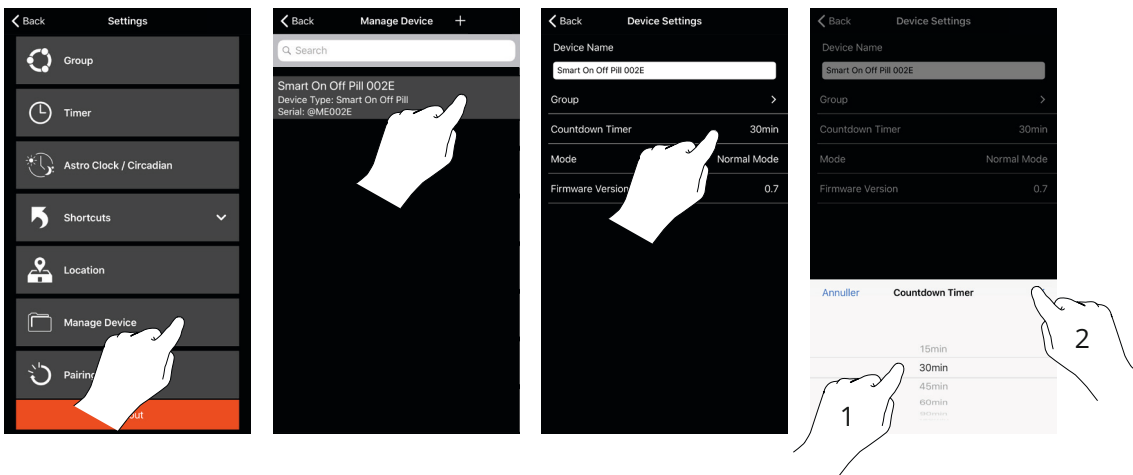 Back Settings
Group
Timer
Astro Clock / Circadian
Shortcuts
Location
Manage Device
Back Manage Device +
Search
Smart On Off Pill 002E
Device Type: Smart On Off Pill
Serial: @ME002E
Back Device Settings
Device Name
Smart On Off Pill 002E
Group
Countdown Timer 30min
Mode Normal Mode
Firmware Version 0.7
Back Device Settings
Device Name
Smart On Off Pill 002E
Group
Countdown Timer 30min
Mode Normal Mode
Firmware Version 0.7
Annuller Countdown Timer
15min
30min
45min
60min
1
2